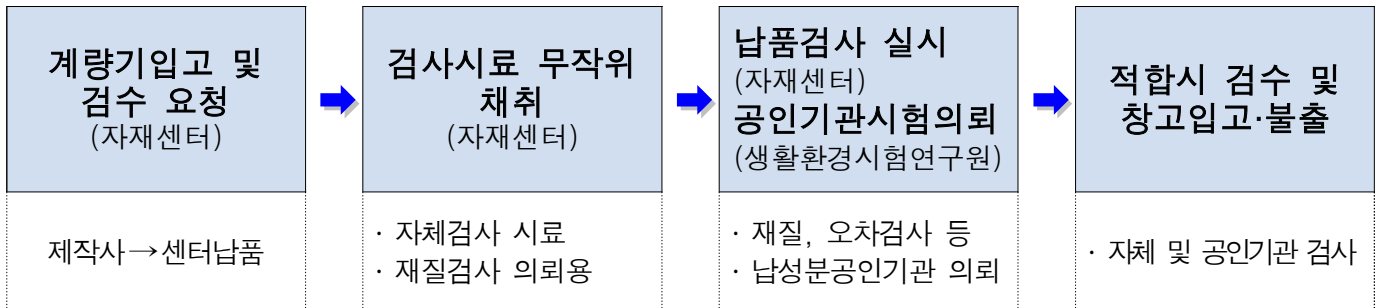 계량기입고 및
검수 요청
(자재센터)
제작사→센터납품
검사시료 무작위
채취
(자재센터)
· 자체검사 시료
· 재질검사 의뢰용
납품검사 실시
(자재센터)
공인기관시험의뢰
(생활환경시험연구원)
· 재질, 오차검사 등
· 납성분공인기관 의뢰
적합시 검수 및
창고입고·불출
· 자체 및 공인기관 검사